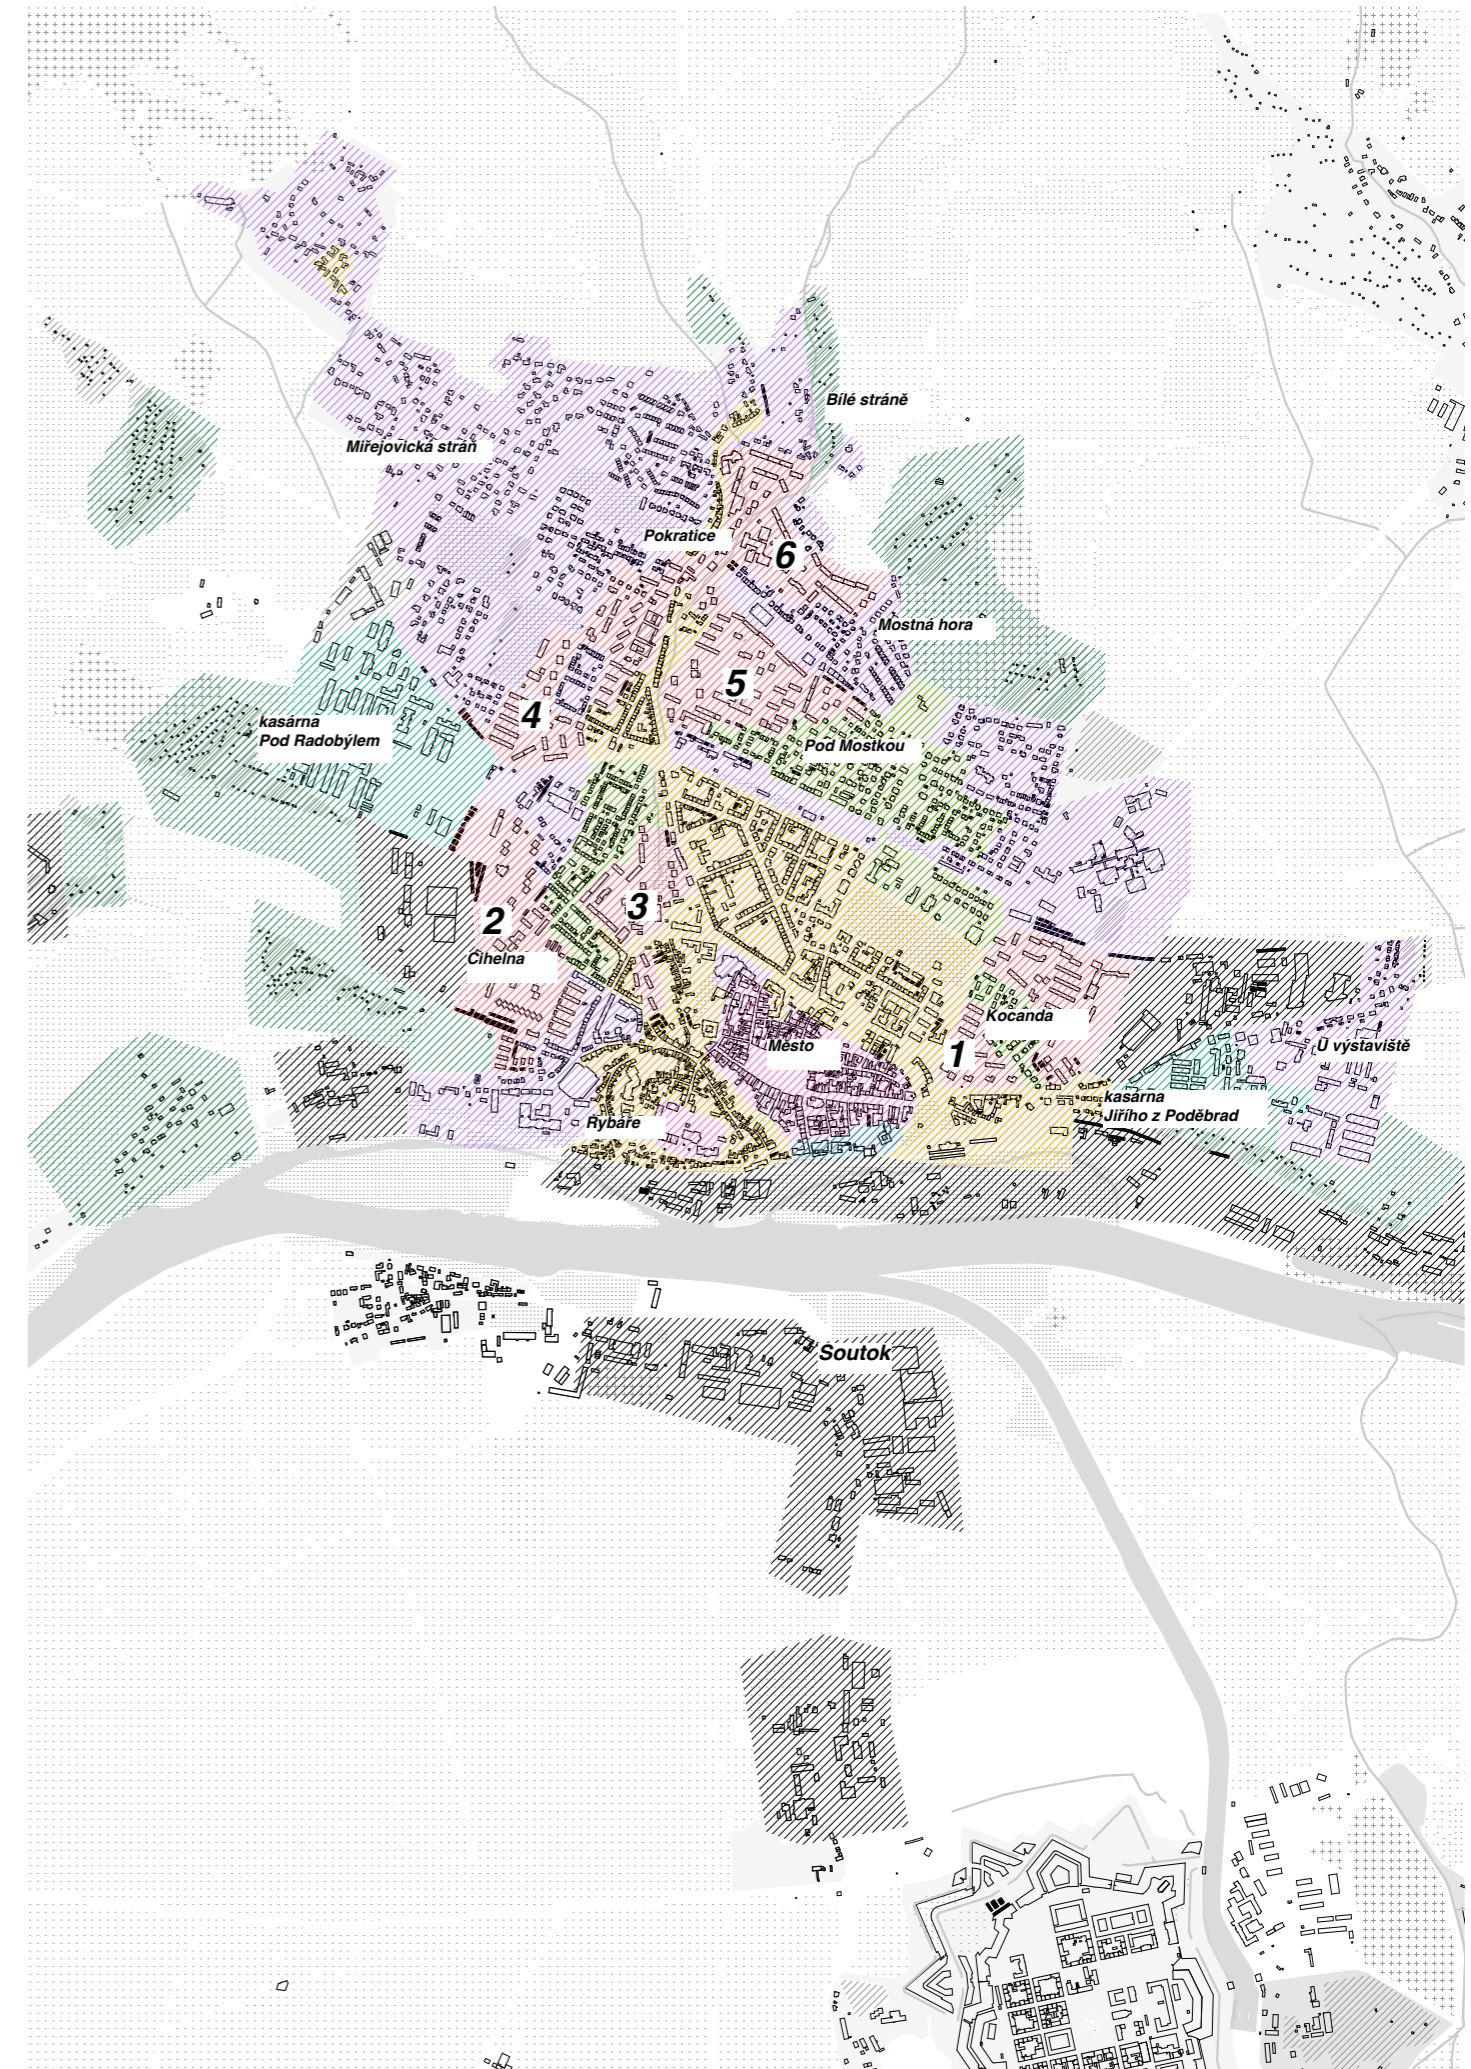 Bílé stráně
Miřejovická stráň
Pokratice
6
Mostná hora
5
4
kasárna
Pod Radobýlem
Pod Mostkou
3
2
Cihelna
Kocanda
Město
1
U výstaviště
kasárna
Jiřího z Poděbrad
Rybáře
Soutok